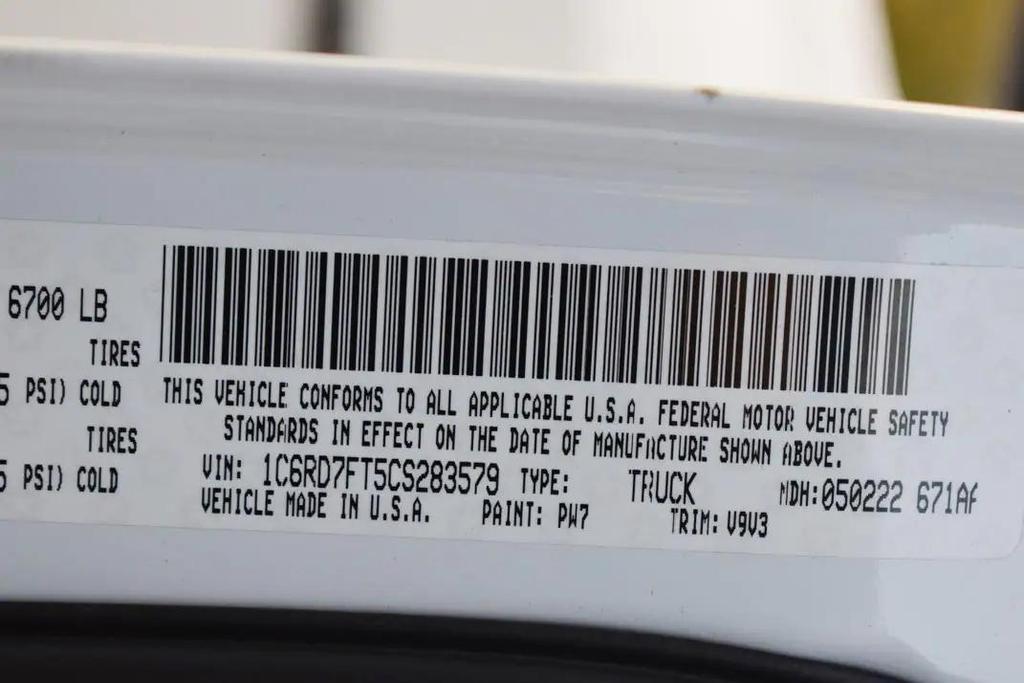 6700 LB
TIRES
5 PSI) COLD
TIRES
5 PSI) COLD
THIS VEHICLE CONFORMS TO ALL APPLICABLE U.S.A. FEDERAL MOTOR VEHICLE SAFETY
STANDARDS IN EFFECT ON THE DATE OF MANUFACTURE SHOWN ABOVE.
VIN: 1C6RD7FT5CS283579 TYPE: TRUCK MDH:050222 671AF
VEHICLE MADE IN U.S.A. PAINT: PW7 TRIM: V9V3